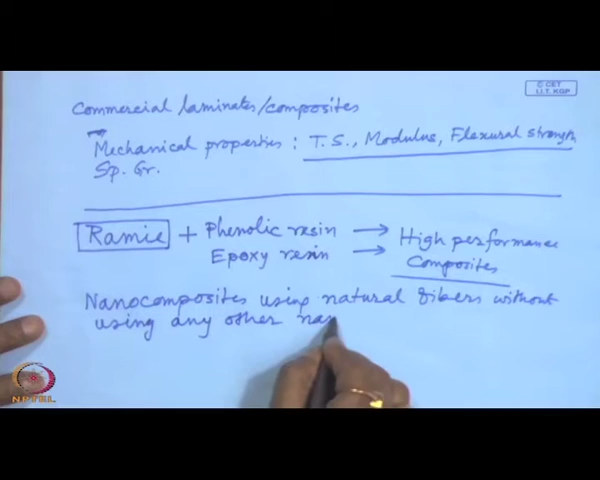 © CET
I.I.T. KGP
Commercial laminates/composites
Mechanical properties : T.S., Modulus, Flexural strength
Sp. Gr.
Ramie + Phenolic resin → High performance
Epoxy resin → Composites
Nanocomposites using natural fibers without
using any other na
NPTEL